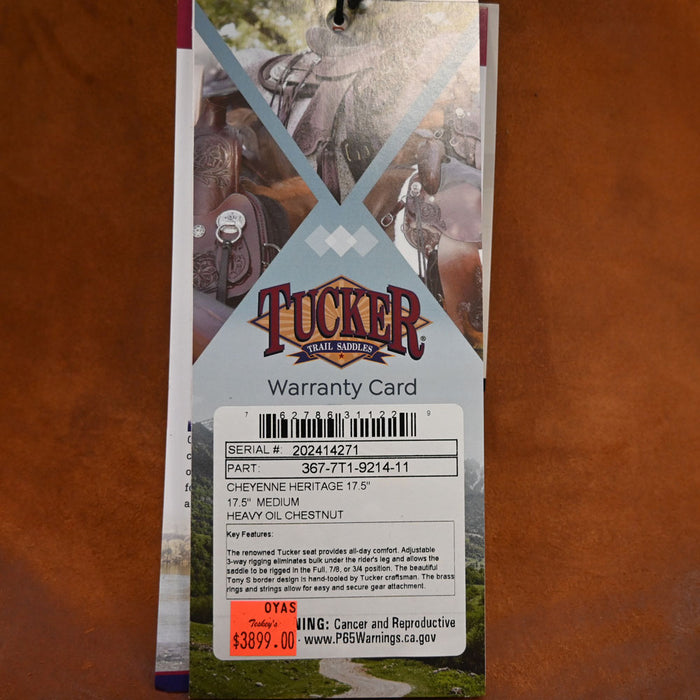 TUCKER®
TRAIL SADDLES
Warranty Card
7 62786 31122 9
SERIAL #: 202414271
PART: 367-7T1-9214-11
CHEYENNE HERITAGE 17.5"
17.5" MEDIUM
HEAVY OIL CHESTNUT
Key Features:
The renowned Tucker seat provides all-day comfort. Adjustable
3-way rigging eliminates bulk under the rider's leg and allows the
saddle to be rigged in the Full, 7/8, or 3/4 position. The beautiful
Tony S border design is hand-tooled by Tucker craftsman. The brass
rings and strings allow for easy and secure gear attachment.
OYAS
Teskey's
$3899.00
NING: Cancer and Reproductive
- www.P65Warnings.ca.gov